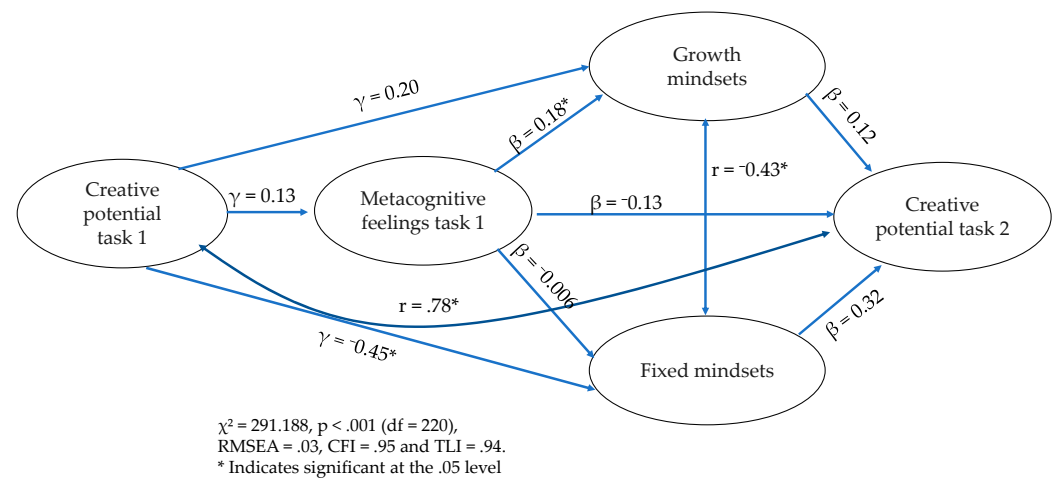 Growth
mindsets
γ = 0.20
β = 0.18*
β = 0.12
r = ⁻0.43*
Creative
potential
task 1
γ = 0.13
Metacognitive
feelings task 1
β = ⁻0.13
Creative
potential task 2
β = ⁻0.006
r = .78*
γ = ⁻0.45*
β = 0.32
Fixed mindsets
χ² = 291.188, p < .001 (df = 220),
RMSEA = .03, CFI = .95 and TLI = .94.
* Indicates significant at the .05 level